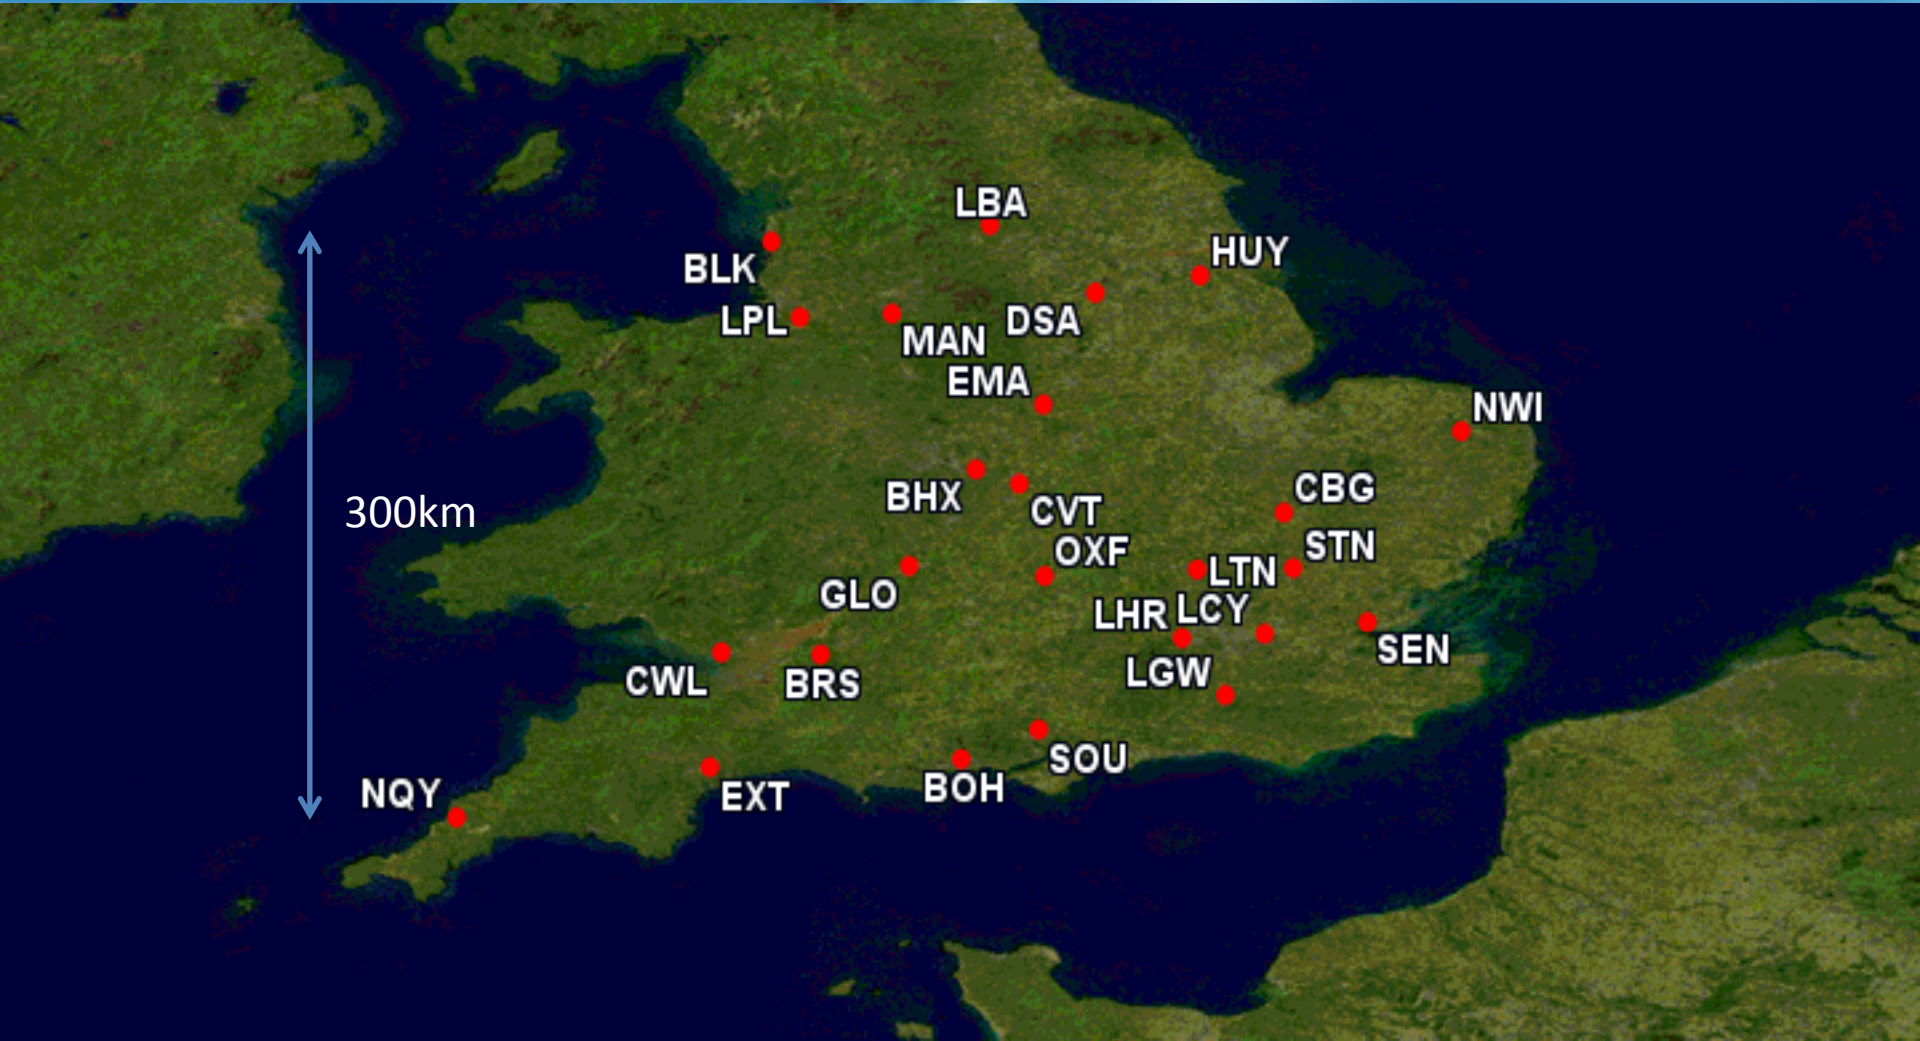 LBA
HUY
BLK
LPL
MAN
DSA
EMA
NWI
BHX
CVT
CBG
300km
OXF
STN
GLO
LTN
LHR
LCY
SEN
CWL
BRS
LGW
SOU
BOH
NQY
EXT